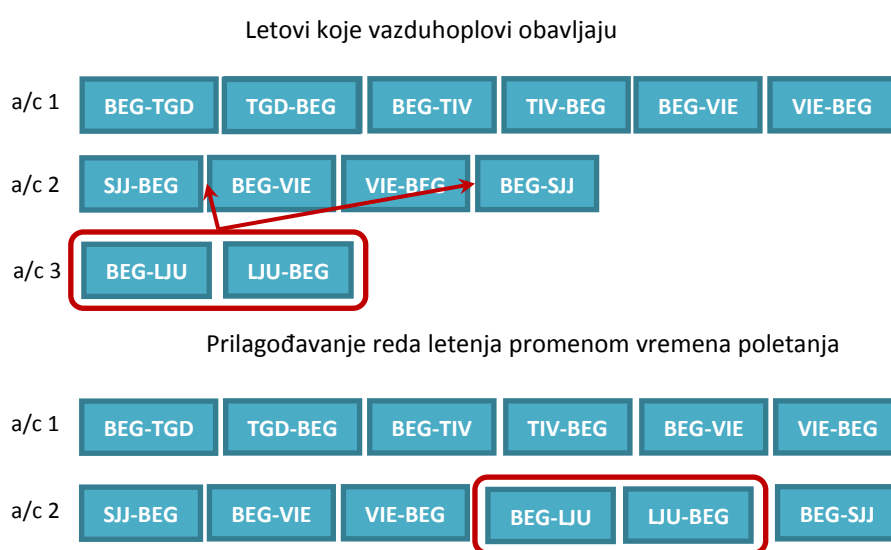 Letovi koje vazduhoplovi obavljaju
a/c 1 BEG-TGD TGD-BEG BEG-TIV TIV-BEG BEG-VIE VIE-BEG
a/c 2 SJJ-BEG BEG-VIE VIE-BEG BEG-SJJ
a/c 3 BEG-LJU LJU-BEG
Prilagođavanje reda letenja promenom vremena poletanja
a/c 1 BEG-TGD TGD-BEG BEG-TIV TIV-BEG BEG-VIE VIE-BEG
a/c 2 SJJ-BEG BEG-VIE VIE-BEG BEG-LJU LJU-BEG BEG-SJJ